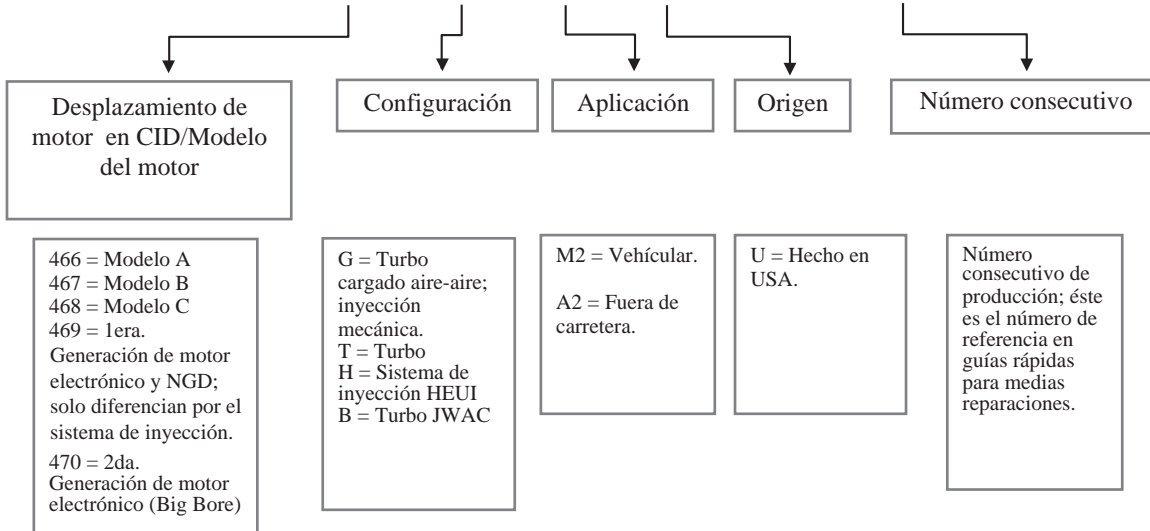 Desplazamiento de
motor en CID/Modelo
del motor
Configuración
Aplicación
Origen
Número consecutivo
466 = Modelo A
467 = Modelo B
468 = Modelo C
469 = 1era.
Generación de motor
electrónico y NGD;
solo diferencian por el
sistema de inyección.
470 = 2da.
Generación de motor
electrónico (Big Bore)
G = Turbo
cargado aire-aire;
inyección
mecánica.
T = Turbo
H = Sistema de
inyección HEUI
B = Turbo JWAC
M2 = Vehícular.
A2 = Fuera de
carretera.
U = Hecho en
USA.
Número
consecutivo de
producción; éste
es el número de
referencia en
guías rápidas
para medias
reparaciones.